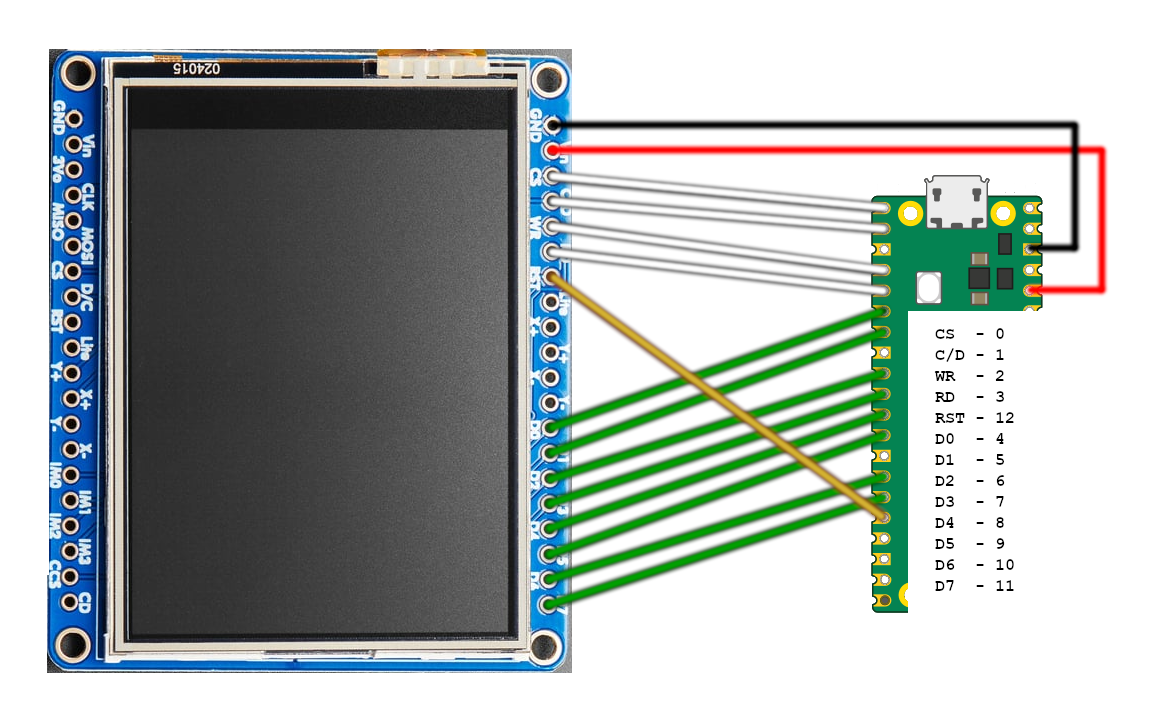 024015
GND
Vin
3Vo
CLK
MISO
MOSI
CS
D/C
RST
Lite
Y+
X+
Y-
X-
IM0
IM1
IM2
IM3
CCS
CD
GND
CS
WR
RST
Lite
X+
Y+
X-
Y-
D0
D2
D4
CS - 0
C/D - 1
WR - 2
RD - 3
RST - 12
D0 - 4
D1 - 5
D2 - 6
D3 - 7
D4 - 8
D5 - 9
D6 - 10
D7 - 11